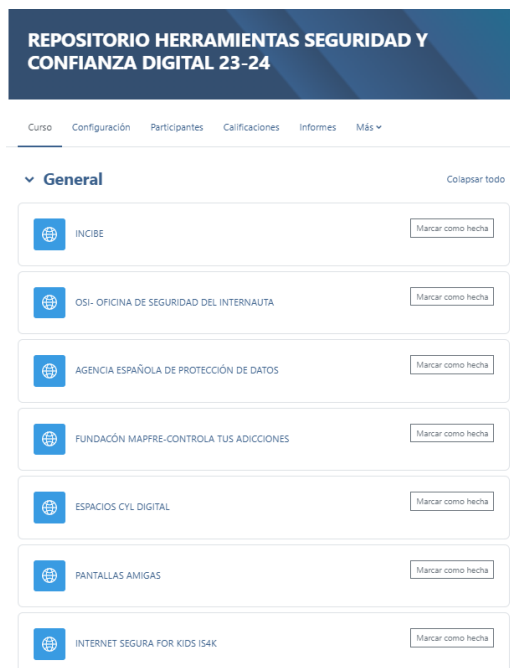 REPOSITORIO HERRAMIENTAS SEGURIDAD Y
CONFIANZA DIGITAL 23-24
Curso Configuración Participantes Calificaciones Informes Más
General Colapsar todo
INCIBE Marcar como hecha
OSI- OFICINA DE SEGURIDAD DEL INTERNAUTA Marcar como hecha
AGENCIA ESPAÑOLA DE PROTECCIÓN DE DATOS Marcar como hecha
FUNDACÓN MAPFRE-CONTROLA TUS ADICCIONES Marcar como hecha
ESPACIOS CYL DIGITAL Marcar como hecha
PANTALLAS AMIGAS Marcar como hecha
INTERNET SEGURA FOR KIDS IS4K Marcar como hecha